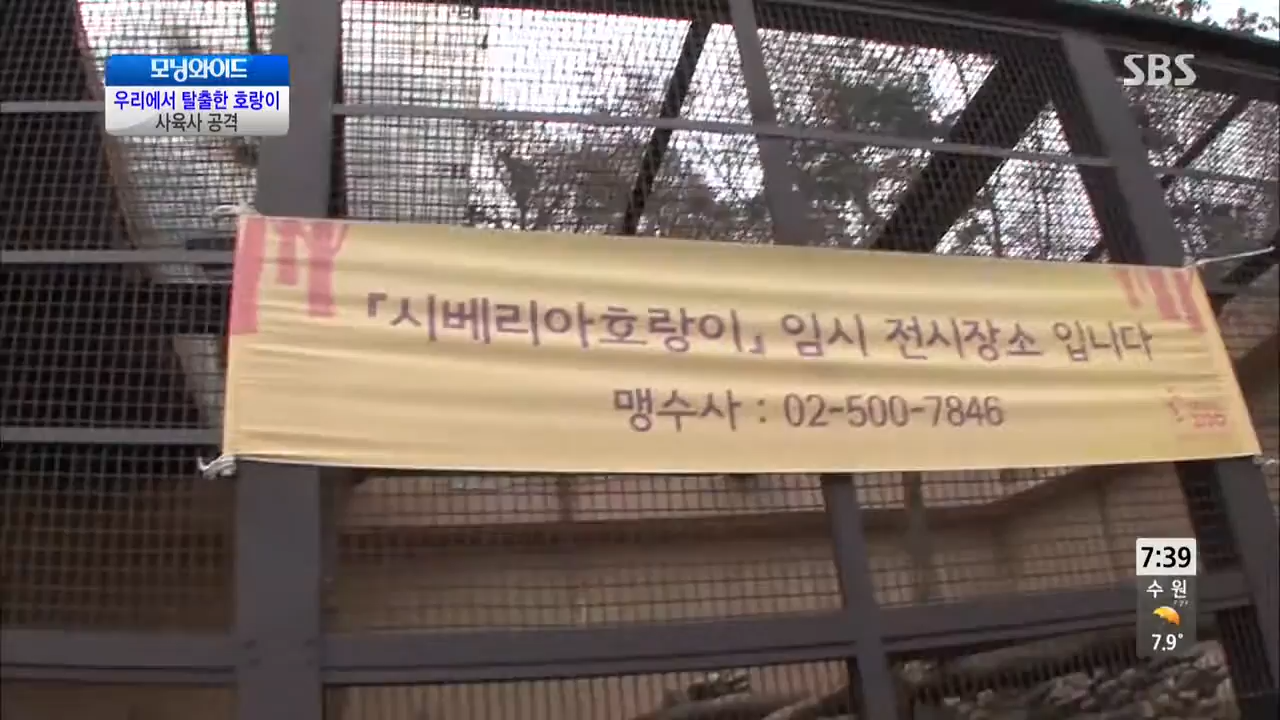 모닝와이드
우리에서 탈출한 호랑이
사육사 공격
SBS
『시베리아호랑이』 임시 전시장소 입니다
맹수사 : 02-500-7846
7:39
수 원
7.9°